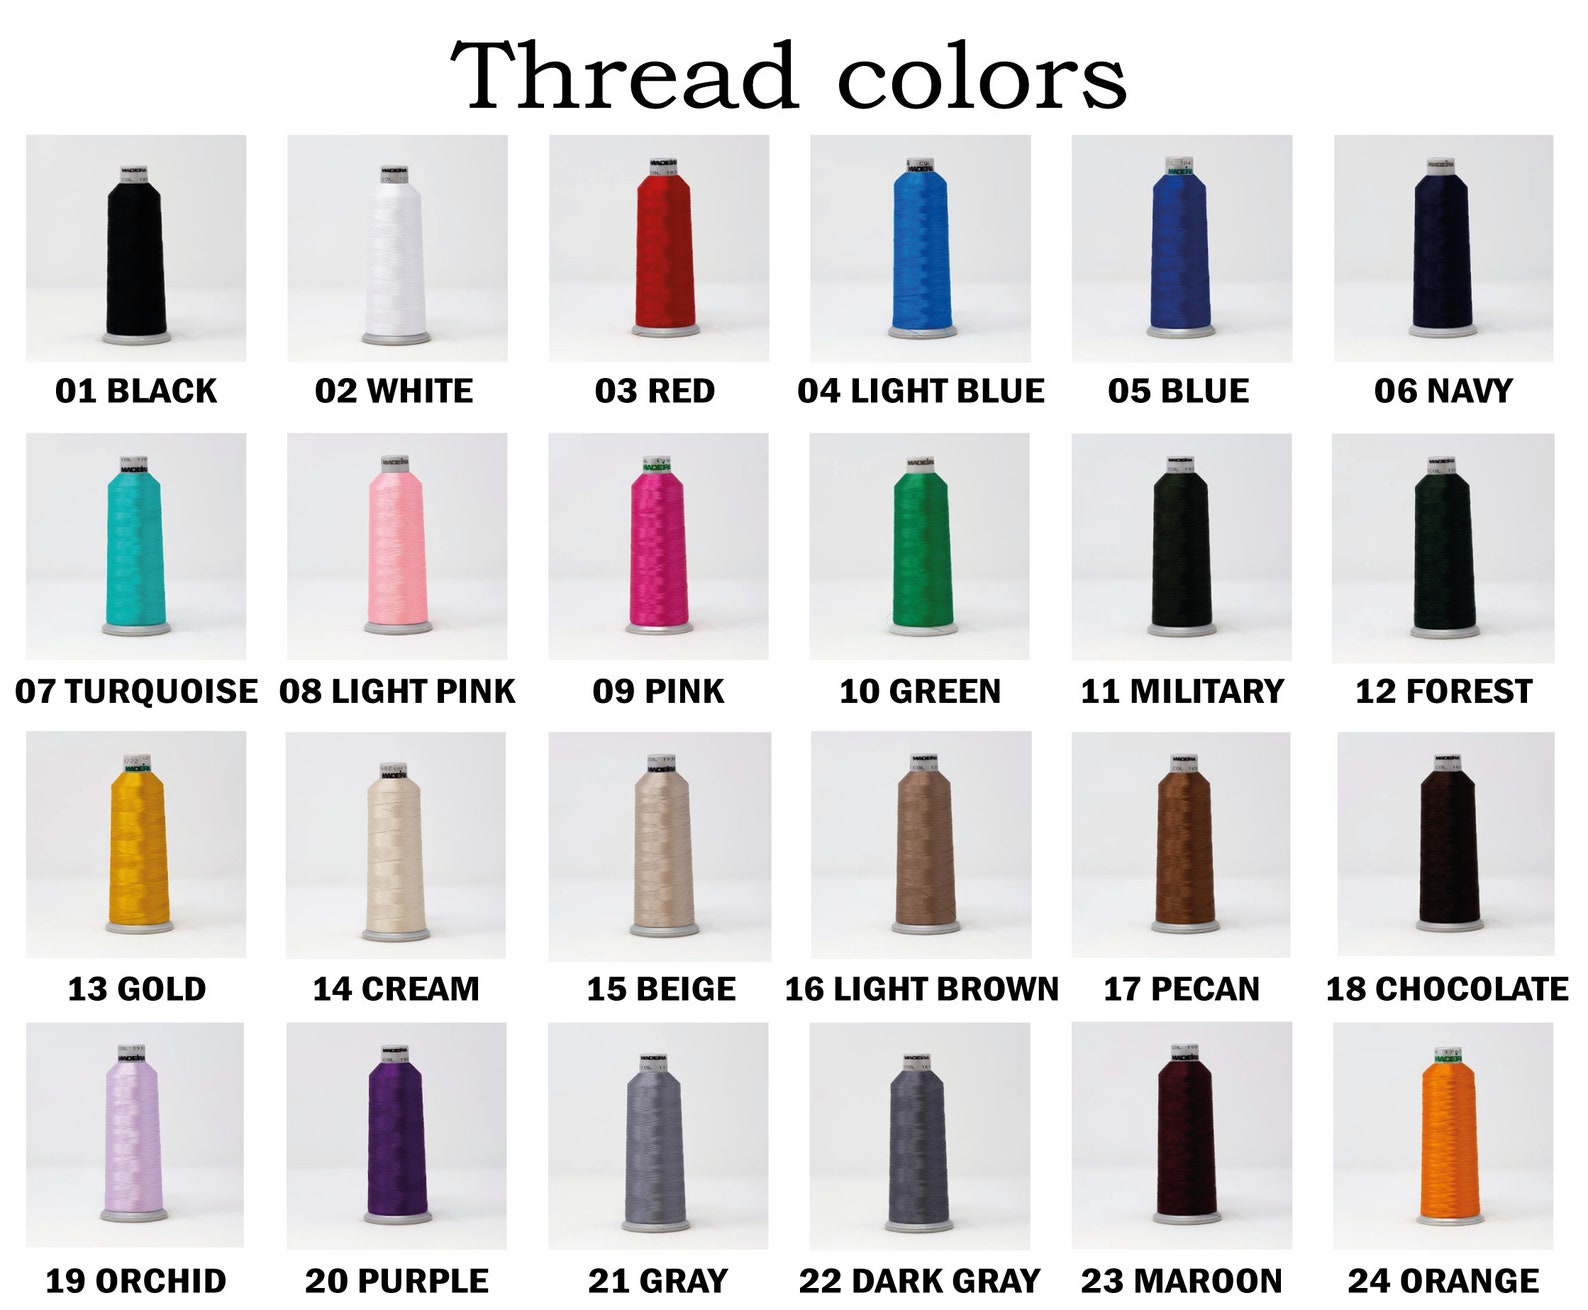 Thread colors
01 BLACK
02 WHITE
03 RED
04 LIGHT BLUE
05 BLUE
06 NAVY
07 TURQUOISE
08 LIGHT PINK
09 PINK
10 GREEN
11 MILITARY
12 FOREST
13 GOLD
14 CREAM
15 BEIGE
16 LIGHT BROWN
17 PECAN
18 CHOCOLATE
19 ORCHID
20 PURPLE
21 GRAY
22 DARK GRAY
23 MAROON
24 ORANGE